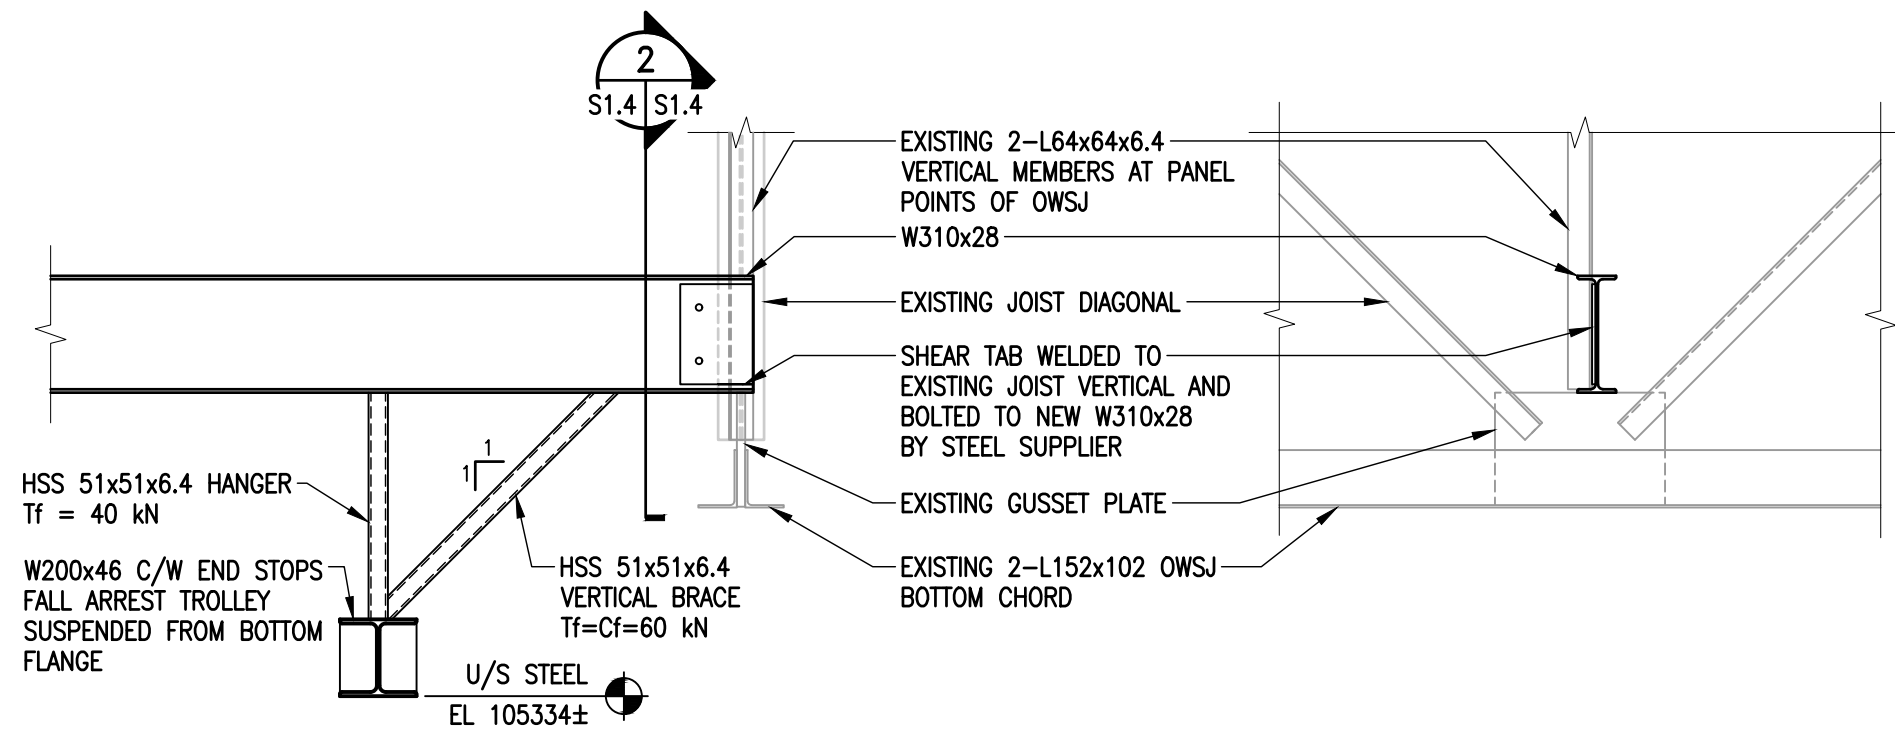 2
S1.4 S1.4
EXISTING 2-L64x64x6.4
VERTICAL MEMBERS AT PANEL
POINTS OF OWSJ
W310x28
EXISTING JOIST DIAGONAL
SHEAR TAB WELDED TO
EXISTING JOIST VERTICAL AND
BOLTED TO NEW W310x28
BY STEEL SUPPLIER
EXISTING GUSSET PLATE
EXISTING 2-L152x102 OWSJ
BOTTOM CHORD
1
1
HSS 51x51x6.4 HANGER
Tf = 40 kN
W200x46 C/W END STOPS
FALL ARREST TROLLEY
SUSPENDED FROM BOTTOM
FLANGE
HSS 51x51x6.4
VERTICAL BRACE
Tf=Cf=60 kN
U/S STEEL
EL 105334±